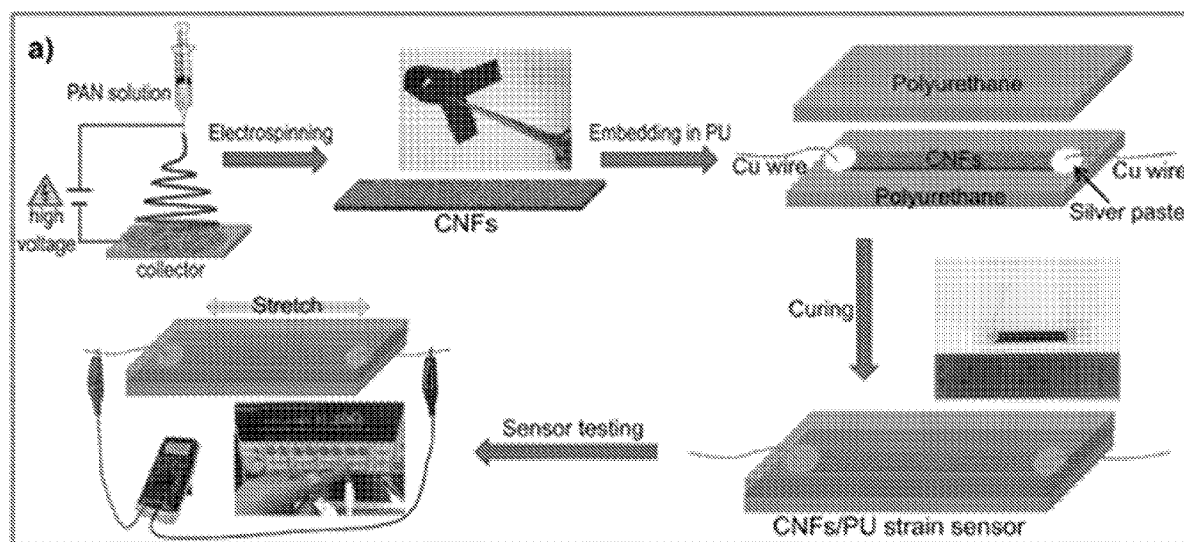 a)
PAN solution
Electrospinning
high
voltage
collector
CNFs
Embedding in PU
Polyurethane
Cu wire
CNFs
Cu wire
Polyurethane
Silver paste
Curing
Stretch
Sensor testing
CNFs/PU strain sensor